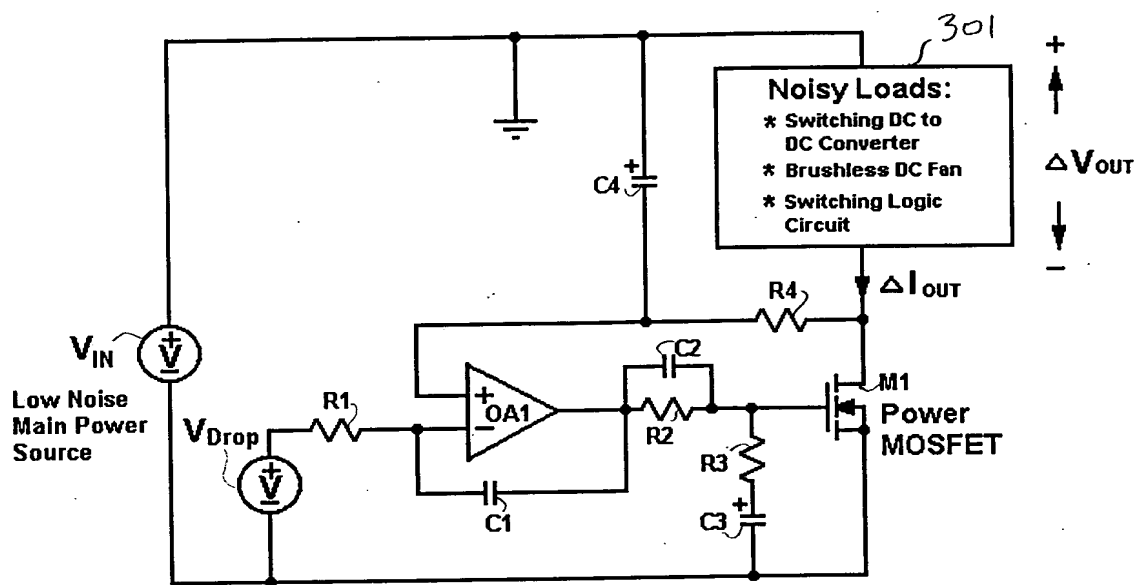 301
+
Noisy Loads:
* Switching DC to
DC Converter
* Brushless DC Fan
* Switching Logic
Circuit
ΔVOUT
−
+
C4
ΔIOUT
R4
C2
M1
Power
MOSFET
VIN
+
V
−
Low Noise
Main Power
Source
R1
VDrop
+
V
−
+
OA1
−
R2
R3
C1
+
C3